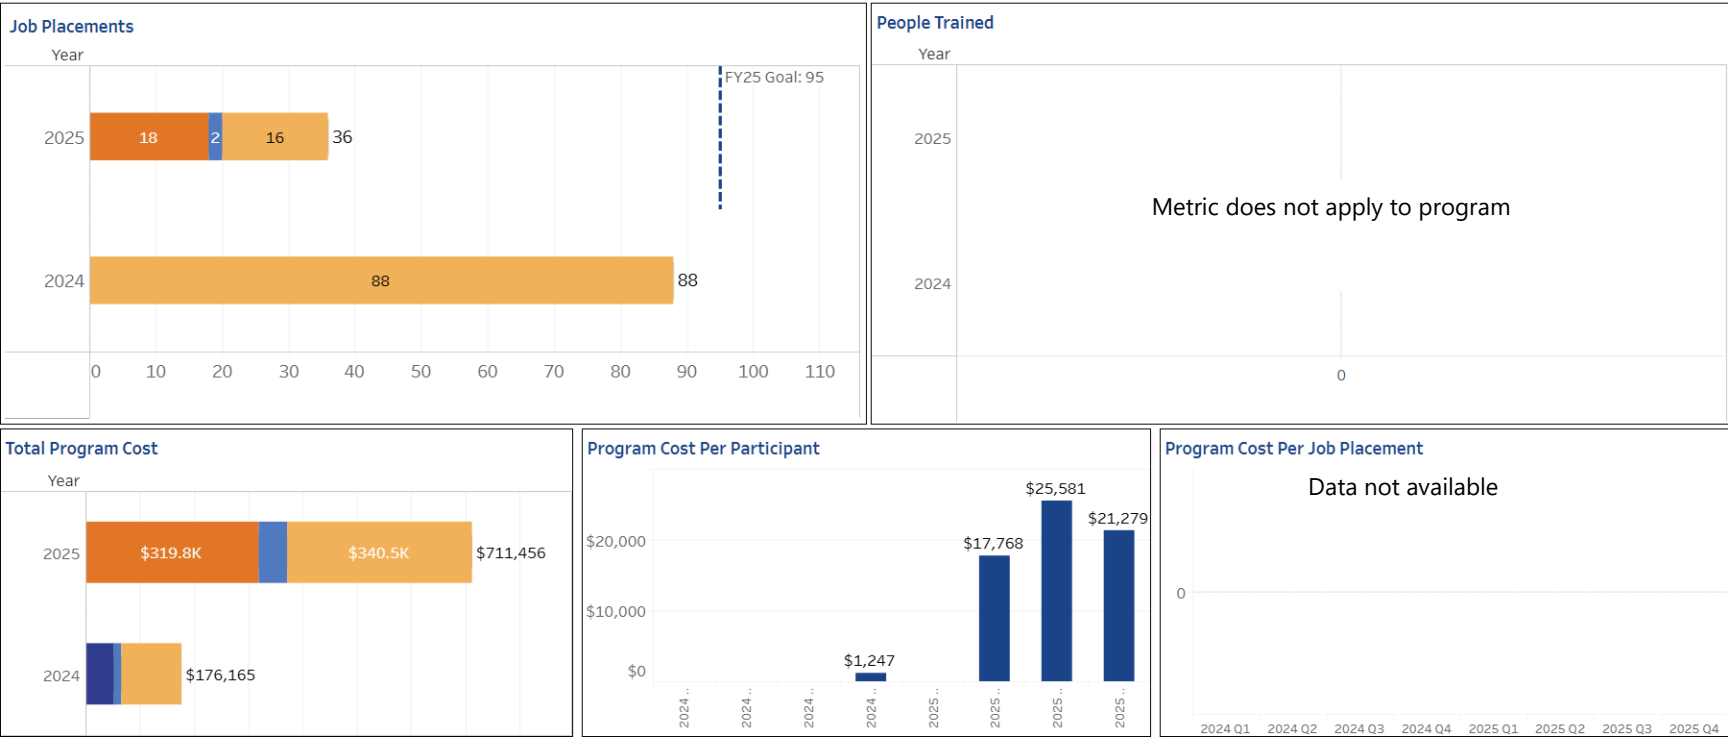 Job Placements
Year
FY25 Goal: 95
2025
18
2
16
36
2024
88
88
0
10
20
30
40
50
60
70
80
90
100
110
People Trained
Year
2025
Metric does not apply to program
2024
0
Total Program Cost
Year
2025
$319.8K
$340.5K
$711,456
2024
$176,165
Program Cost Per Participant
$25,581
$21,279
$20,000
$17,768
$10,000
$1,247
$0
2024 ..
2024 ..
2024 ..
2024 ..
2025 ..
2025 ..
2025 ..
2025 ..
Program Cost Per Job Placement
Data not available
0
2024 Q1
2024 Q2
2024 Q3
2024 Q4
2025 Q1
2025 Q2
2025 Q3
2025 Q4